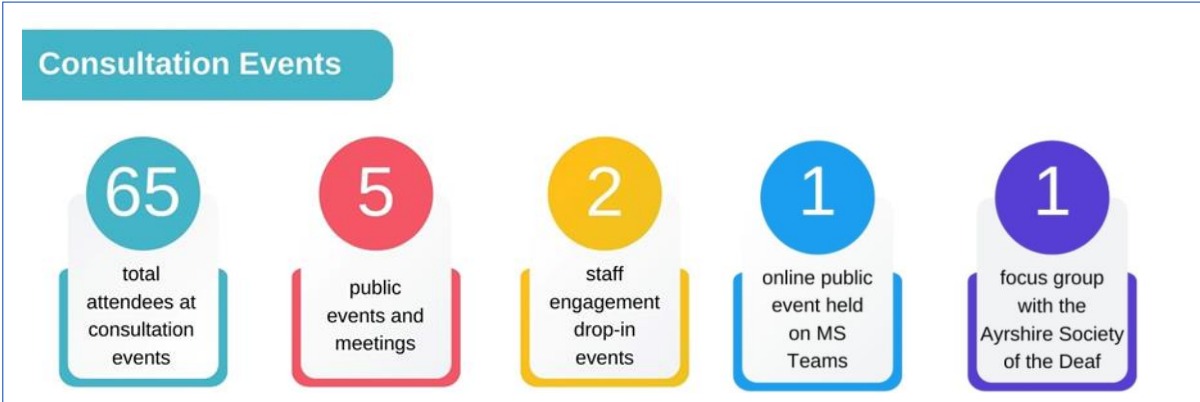 Consultation Events
65
total
attendees at
consultation
events
5
public
events and
meetings
2
staff
engagement
drop-in
events
1
online public
event held
on MS
Teams
1
focus group
with the
Ayrshire Society
of the Deaf